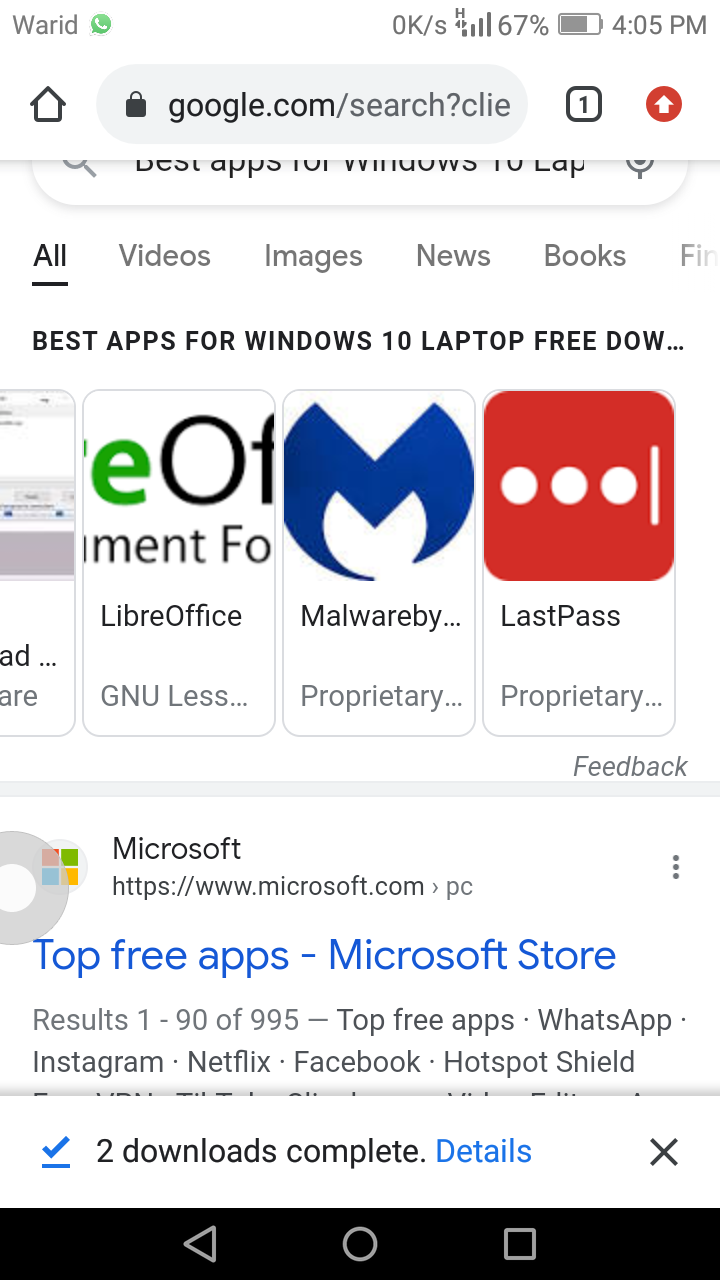 Warid 0K/s H 67% 4:05 PM
google.com/search?clie 1
Best apps for Windows 10 Lap
All Videos Images News Books Fin
BEST APPS FOR WINDOWS 10 LAPTOP FREE DOW…
eOf
ument Fo
LibreOffice Malwareby… LastPass
ad …
are GNU Less… Proprietary… Proprietary…
Feedback
Microsoft
https://www.microsoft.com › pc
Top free apps - Microsoft Store
Results 1 - 90 of 995 — Top free apps · WhatsApp ·
Instagram · Netflix · Facebook · Hotspot Shield
2 downloads complete. Details